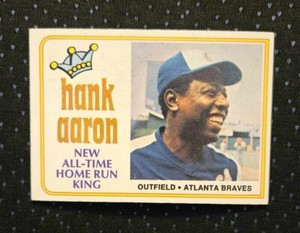 hank
aaron
NEW
ALL-TIME
HOME RUN
KING
OUTFIELD • ATLANTA BRAVES